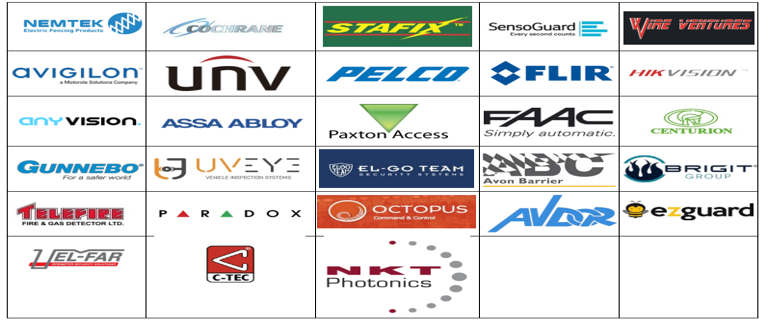 NEMTEK
Electric Fencing Products
COCHRANE
STAFIX™
SensoGuard
Every second counts
WIRE VENTURES
aVIGILON
a Motorola Solutions Company
UNV
PELCO
FLIR
HIKVISION
anyvision
ASSA ABLOY
Paxton Access
FAAC
Simply automatic.
CENTURION
GUNNEBO®
For a safer world
UVEYE
VEHICLE INSPECTION SYSTEMS
EL-GO TEAM
SECURITY SYSTEMS
ABC
Avon Barrier
BRIGIT
GROUP
TELEFIRE
FIRE & GAS DETECTOR LTD.
PARADOX
OCTOPUS
Command & Control
AVDOR
ezguard
EL-FAR
C-TEC
NKT
Photonics